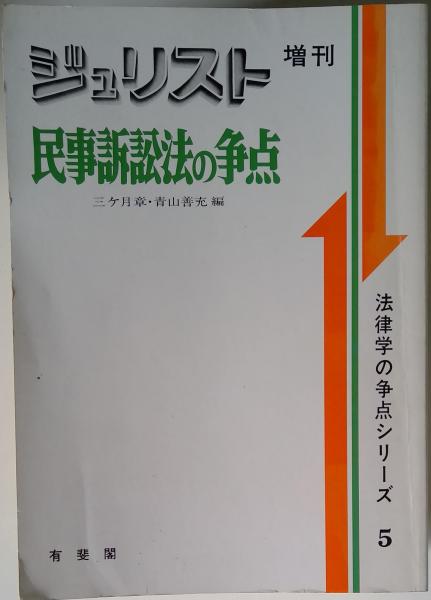 ジュリスト 増刊
民事訴訟法の争点
三ケ月章・青山善充 編
法律学の争点シリーズ 5
有斐閣